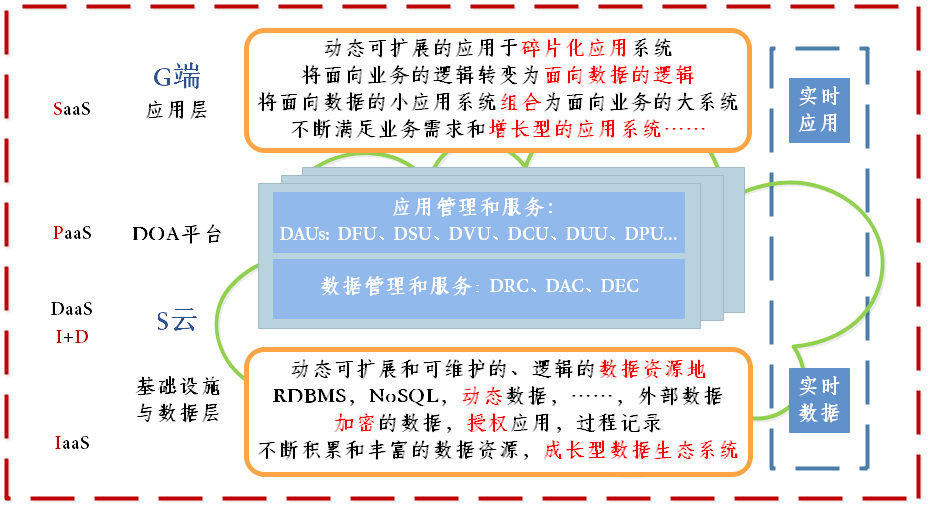 动态可扩展的应用于碎片化应用系统
将面向业务的逻辑转变为面向数据的逻辑
将面向数据的小应用系统组合为面向业务的大系统
不断满足业务需求和增长型的应用系统……
G端
SaaS
应用层
实时
应用
应用管理和服务：
DAUs: DFU、DSU、DVU、DCU、DUU、DPU...
PaaS
DOA平台
数据管理和服务：DRC、DAC、DEC
DaaS
I+D
S云
动态可扩展和可维护的、逻辑的数据资源地
RDBMS，NoSQL，动态数据，……，外部数据
加密的数据，授权应用，过程记录
不断积累和丰富的数据资源，成长型数据生态系统
基础设施
与数据层
IaaS
实时
数据